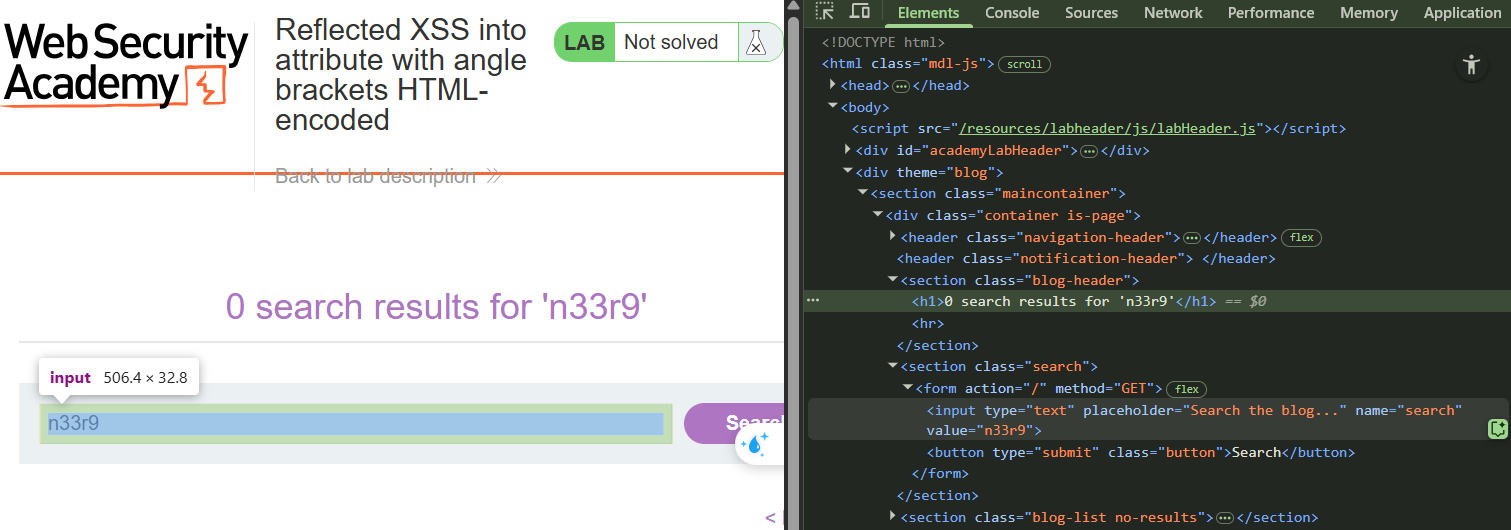 Web Security
Academy
Reflected XSS into
attribute with angle
brackets HTML-
encoded
LAB Not solved
Back to lab description
0 search results for 'n33r9'
input 506.4 × 32.8
n33r9
Elements Console Sources Network Performance Memory Application
<!DOCTYPE html>
<html class="mdl-js"> scroll
<head> ⋯ </head>
<body>
<script src="/resources/labheader/js/labHeader.js"></script>
<div id="academyLabHeader"> ⋯ </div>
<div theme="blog">
<section class="maincontainer">
<div class="container is-page">
<header class="navigation-header"> ⋯ </header> flex
<header class="notification-header"> </header>
<section class="blog-header">
<h1>0 search results for 'n33r9'</h1> == $0
<hr>
</section>
<section class="search">
<form action="/" method="GET"> flex
<input type="text" placeholder="Search the blog..." name="search"
value="n33r9">
<button type="submit" class="button">Search</button>
</form>
</section>
<section class="blog-list no-results"> ⋯ </section>